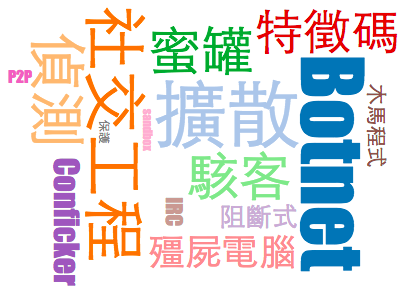 社交工程
蜜罐
特徵碼
P2P
偵測
擴散
Botnet
木馬程式
保護
sandbox
駭客
Conficker
IRC
阻斷式
殭屍電腦